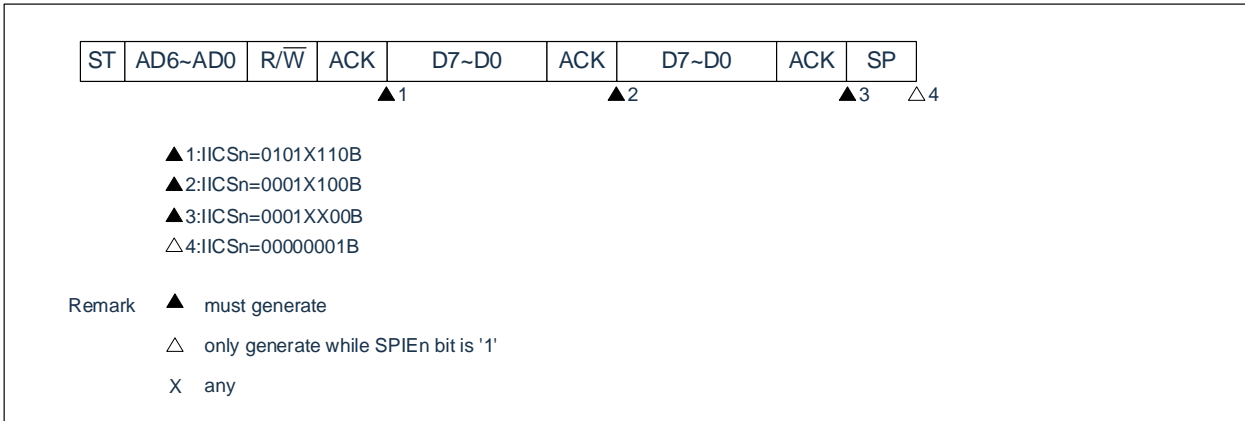 ST AD6~AD0 R/W̅ ACK D7~D0 ACK D7~D0 ACK SP
▲1 ▲2 ▲3 △4
▲1:IICSn=0101X110B
▲2:IICSn=0001X100B
▲3:IICSn=0001XX00B
△4:IICSn=00000001B
Remark ▲ must generate
△ only generate while SPIEn bit is '1'
X any